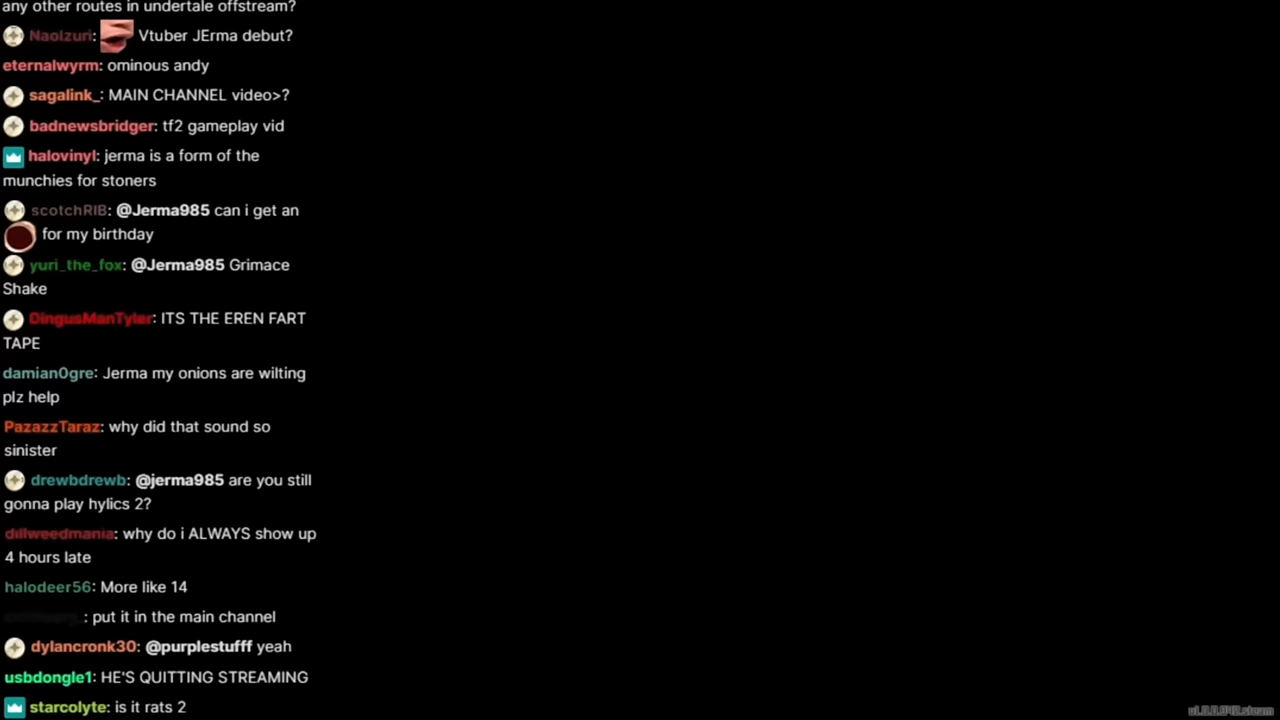 any other routes in undertale offstream?
Naolzuri: Vtuber JErma debut?
eternalwyrm: ominous andy
sagalink_: MAIN CHANNEL video>?
badnewsbridger: tf2 gameplay vid
halovinyl: jerma is a form of the
munchies for stoners
scotchRIB: @Jerma985 can i get an
for my birthday
yuri_the_fox: @Jerma985 Grimace
Shake
DingusManTyler: ITS THE EREN FART
TAPE
damian0gre: Jerma my onions are wilting
plz help
PazazzTaraz: why did that sound so
sinister
drewbdrewb: @jerma985 are you still
gonna play hylics 2?
dillweedmania: why do i ALWAYS show up
4 hours late
halodeer56: More like 14
: put it in the main channel
dylancronk30: @purplestufff yeah
usbdongle1: HE'S QUITTING STREAMING
starcolyte: is it rats 2